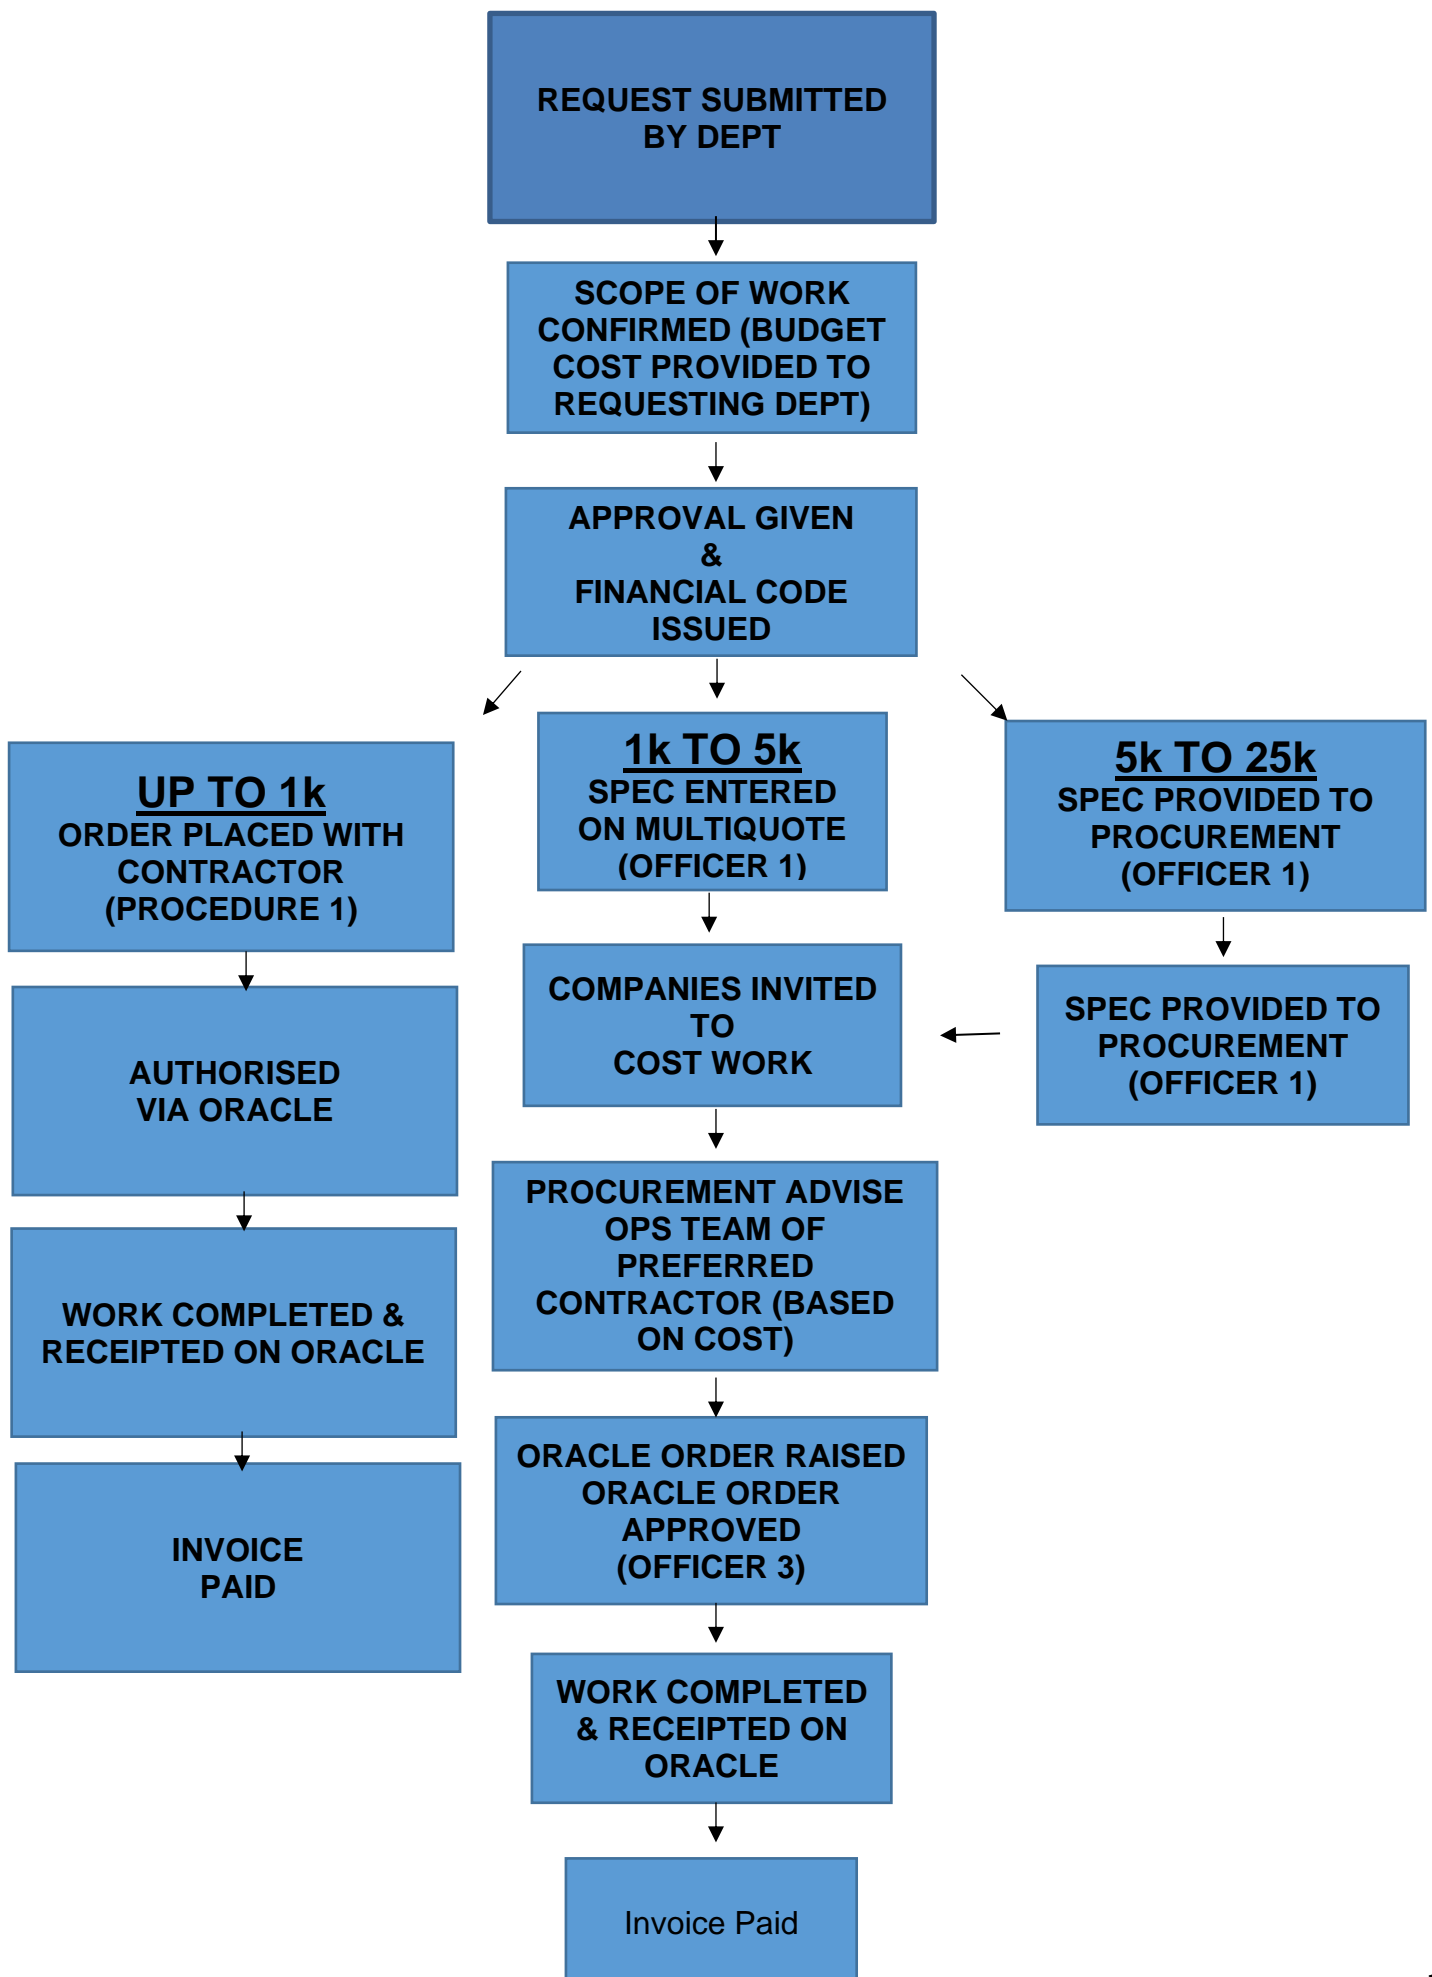 REQUEST SUBMITTED
BY DEPT
SCOPE OF WORK
CONFIRMED (BUDGET
COST PROVIDED TO
REQUESTING DEPT)
APPROVAL GIVEN
&
FINANCIAL CODE
ISSUED
UP TO 1k
ORDER PLACED WITH
CONTRACTOR
(PROCEDURE 1)
AUTHORISED
VIA ORACLE
WORK COMPLETED &
RECEIPTED ON ORACLE
INVOICE
PAID
1k TO 5k
SPEC ENTERED
ON MULTIQUOTE
(OFFICER 1)
COMPANIES INVITED
TO
COST WORK
PROCUREMENT ADVISE
OPS TEAM OF
PREFERRED
CONTRACTOR (BASED
ON COST)
ORACLE ORDER RAISED
ORACLE ORDER
APPROVED
(OFFICER 3)
WORK COMPLETED
& RECEIPTED ON
ORACLE
Invoice Paid
5k TO 25k
SPEC PROVIDED TO
PROCUREMENT
(OFFICER 1)
SPEC PROVIDED TO
PROCUREMENT
(OFFICER 1)